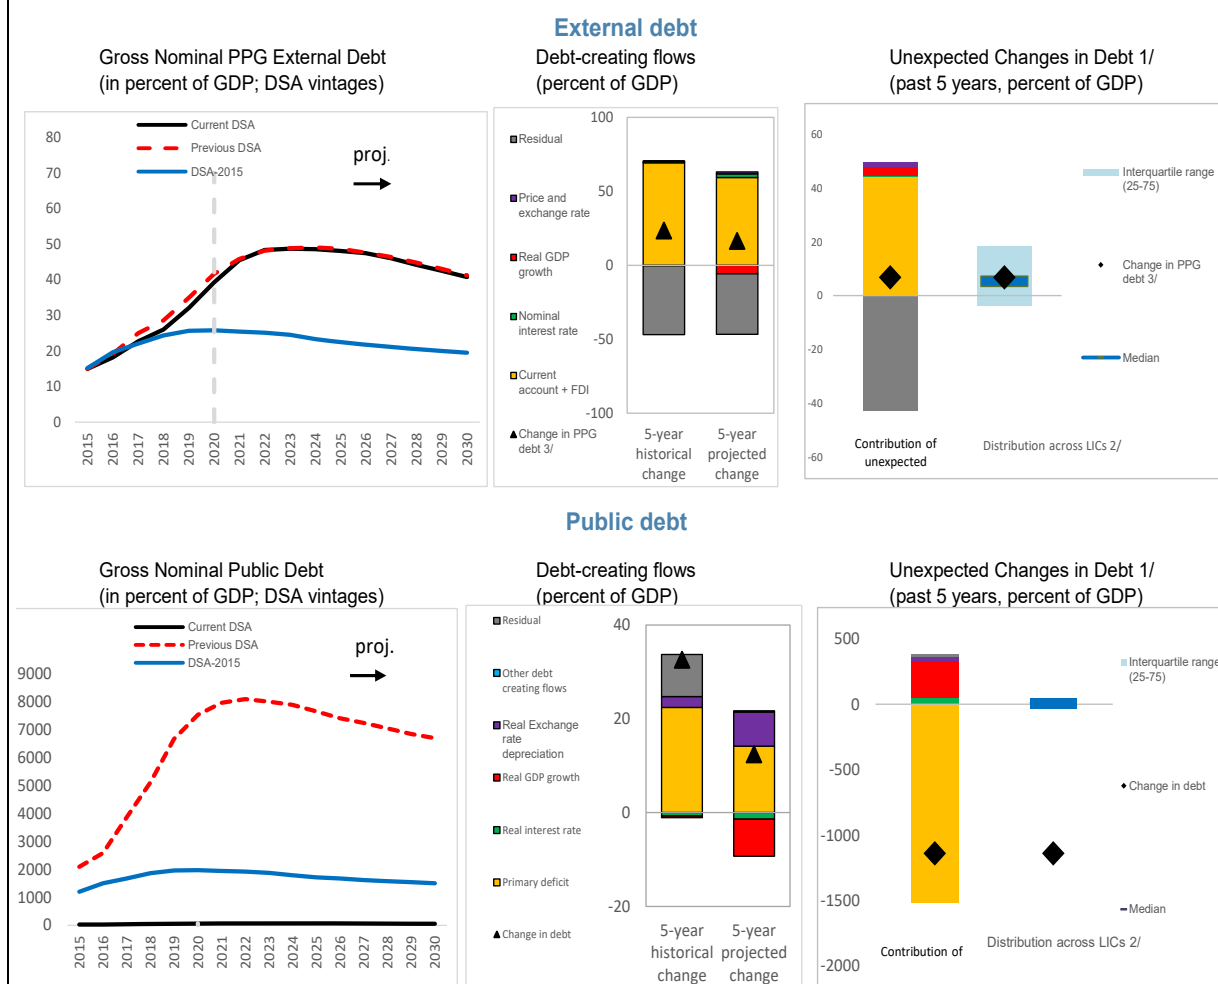 External debt
Gross Nominal PPG External Debt
(in percent of GDP; DSA vintages)
Debt-creating flows
(percent of GDP)
Unexpected Changes in Debt 1/
(past 5 years, percent of GDP)
Current DSA
Previous DSA
DSA-2015
proj.
80
70
60
50
40
30
20
10
0
2015
2016
2017
2018
2019
2020
2021
2022
2023
2024
2025
2026
2027
2028
2029
2030
Residual
Price and
exchange rate
Real GDP
growth
Nominal
interest rate
Current
account + FDI
Change in PPG
debt 3/
100
50
0
-50
-100
5-year
historical
change
5-year
projected
change
60
40
20
0
-20
-40
-60
Contribution of
unexpected
Distribution across LICs 2/
Interquartile range
(25-75)
Change in PPG
debt 3/
Median
Public debt
Gross Nominal Public Debt
(in percent of GDP; DSA vintages)
Debt-creating flows
(percent of GDP)
Unexpected Changes in Debt 1/
(past 5 years, percent of GDP)
Current DSA
Previous DSA
DSA-2015
proj.
9000
8000
7000
6000
5000
4000
3000
2000
1000
0
2015
2016
2017
2018
2019
2020
2021
2022
2023
2024
2025
2026
2027
2028
2029
2030
Residual
Other debt
creating flows
Real Exchange
rate
depreciation
Real GDP growth
Real interest rate
Primary deficit
Change in debt
40
20
0
-20
5-year
historical
change
5-year
projected
change
500
0
-500
-1000
-1500
-2000
Contribution of
Distribution across LICs 2/
Interquartile range
(25-75)
Change in debt
Median